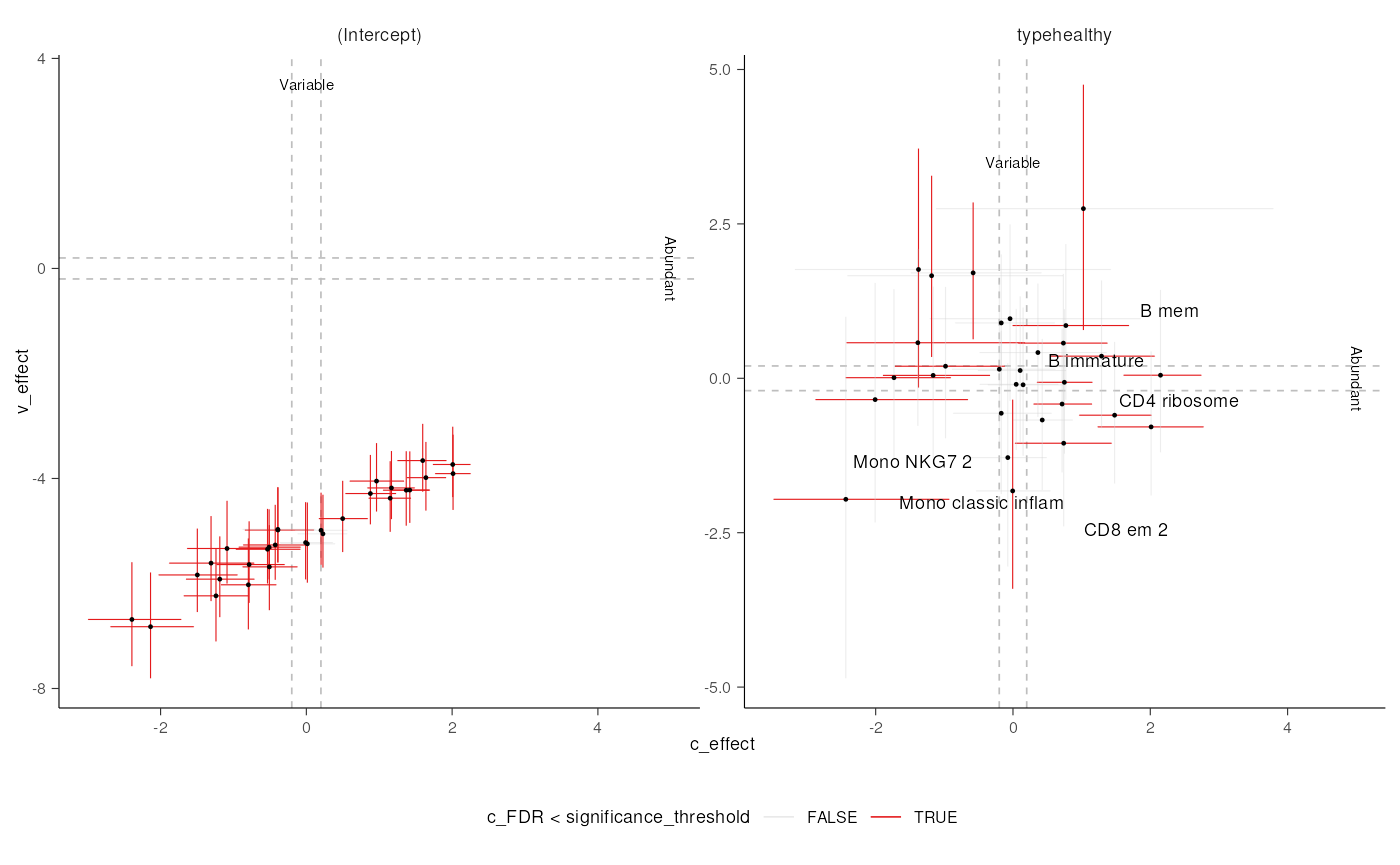 (Intercept)
typehealthy
4
0
-4
-8
v_effect
Variable
Abundant
-2
0
2
4
5.0
2.5
0.0
-2.5
-5.0
Variable
B mem
B immature
CD4 ribosome
Abundant
Mono NKG7 2
Mono classic inflam
CD8 em 2
-2
0
2
4
c_effect
c_FDR < significance_threshold FALSE TRUE